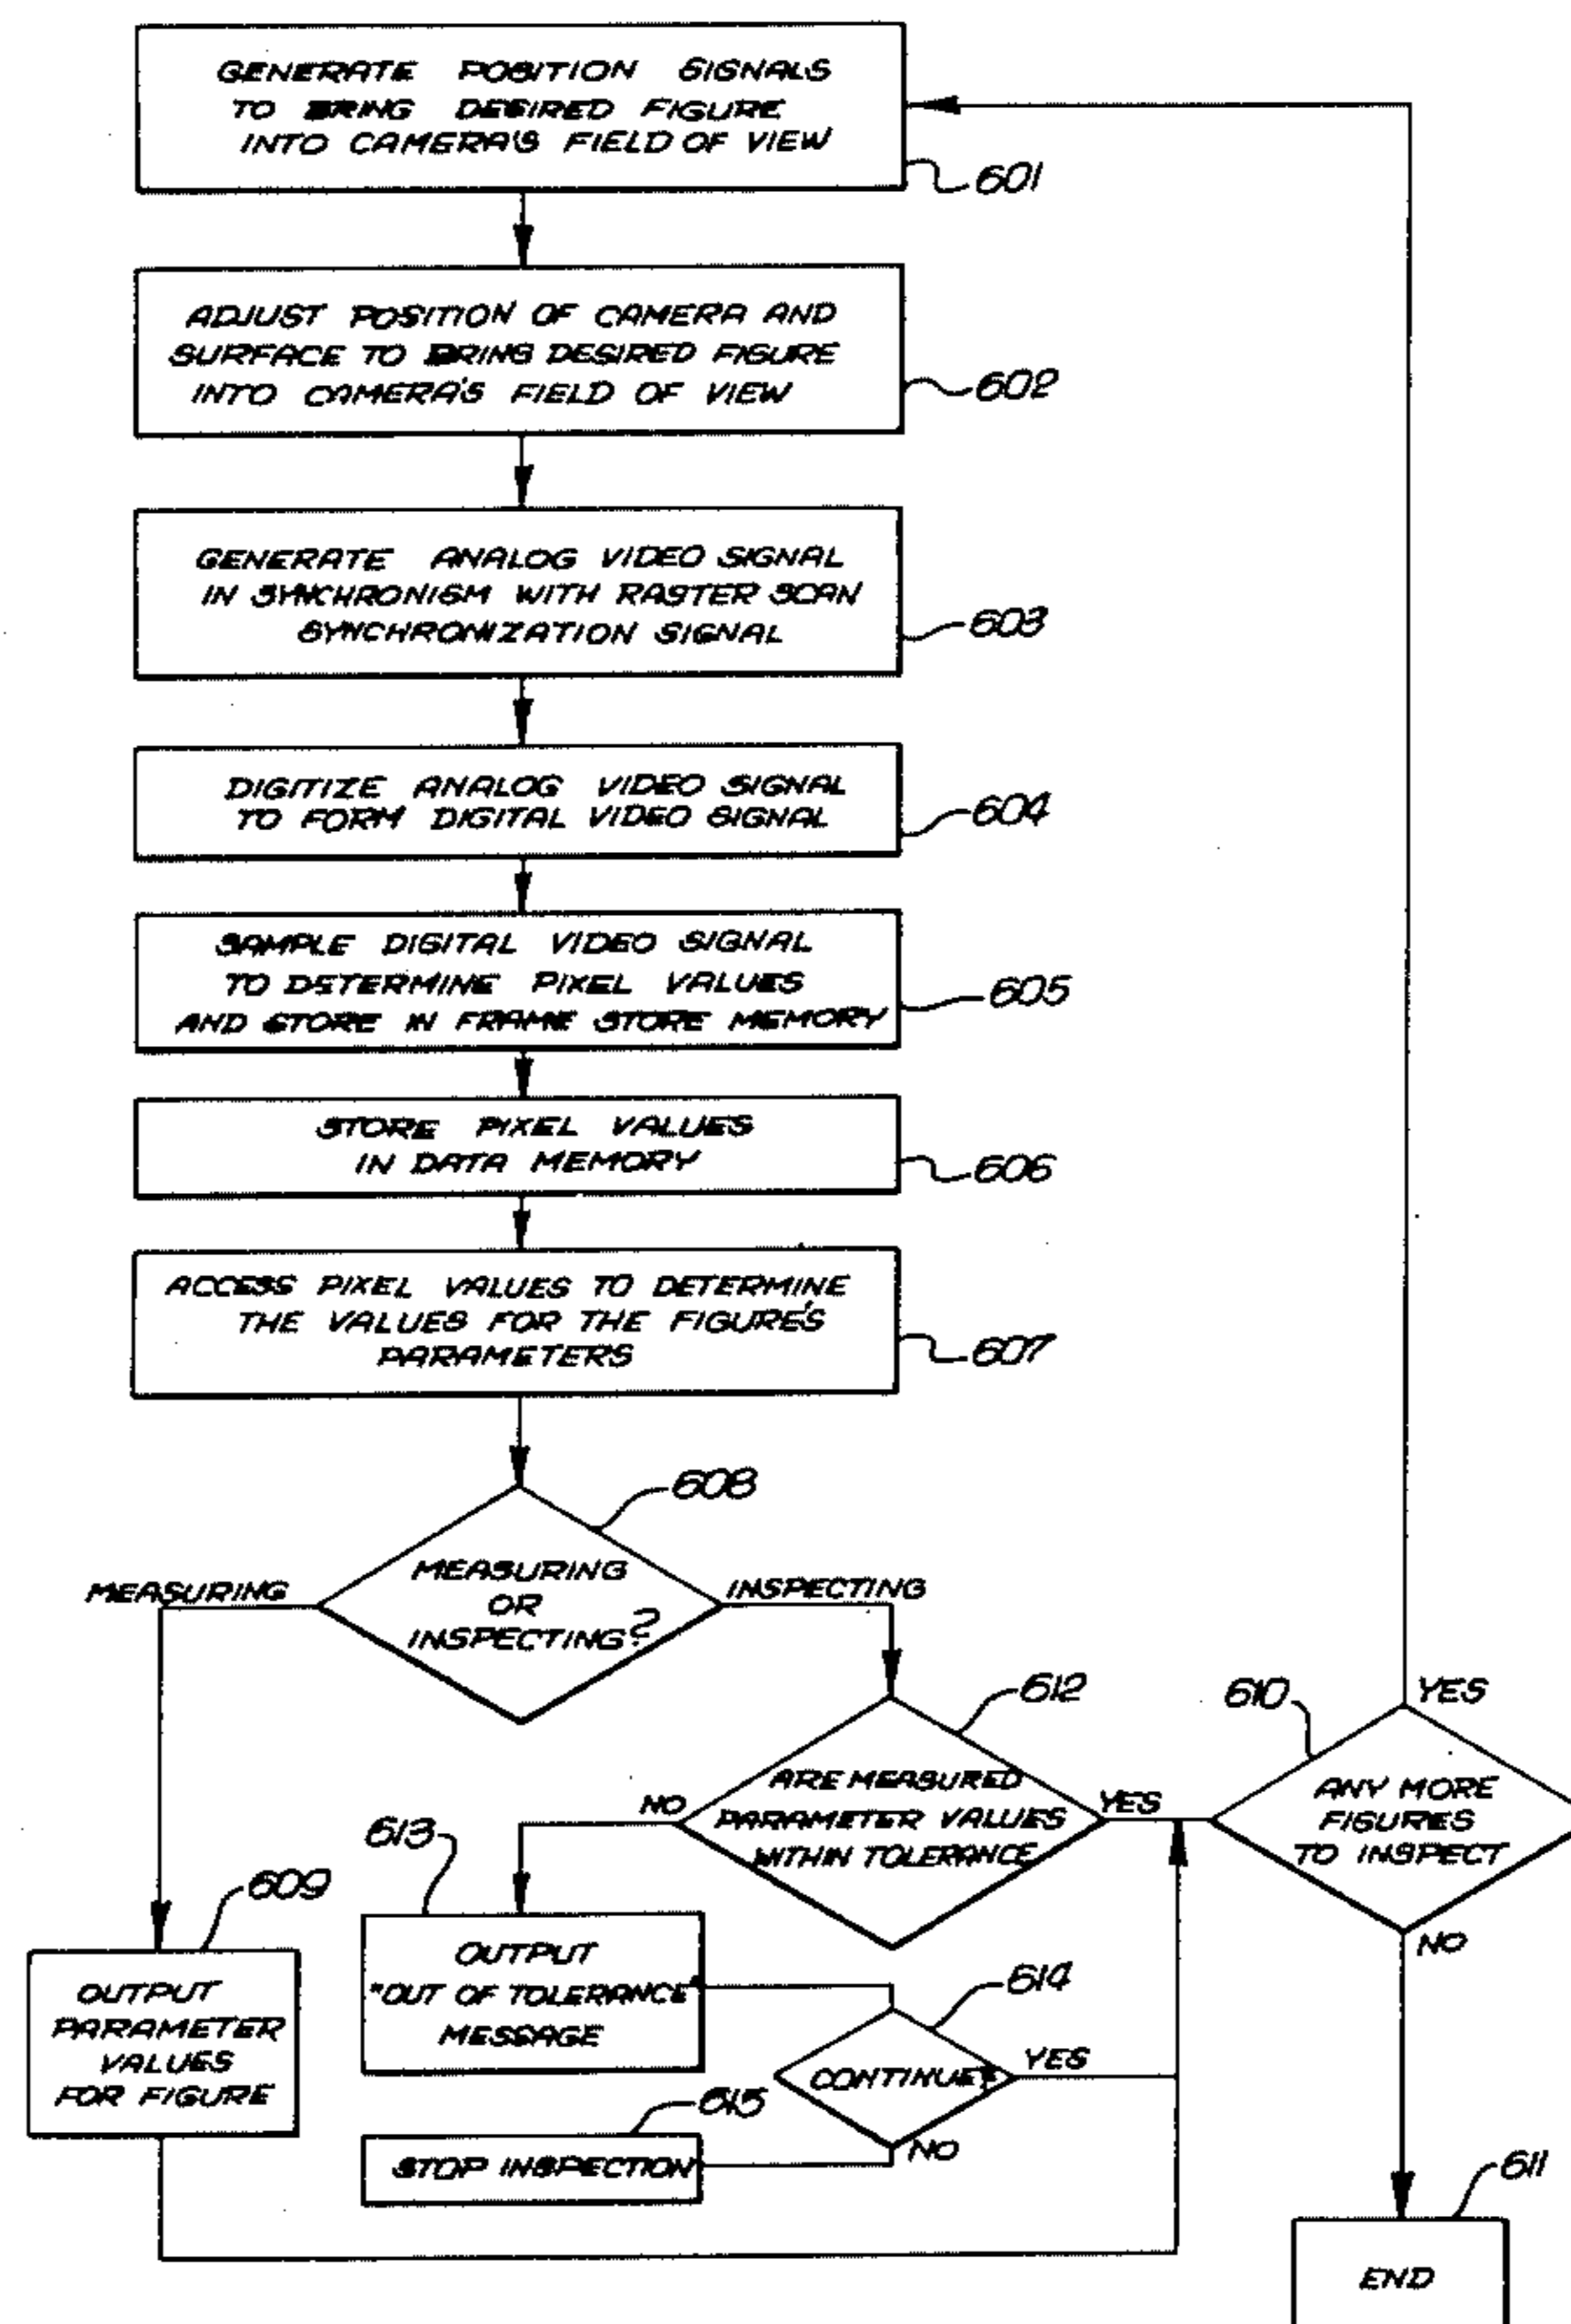 GENERATE POSITION SIGNALS
TO BRING DESIRED FIGURE
INTO CAMERA'S FIELD OF VIEW
601
ADJUST POSITION OF CAMERA AND
SURFACE TO BRING DESIRED FIGURE
INTO CAMERA'S FIELD OF VIEW
602
GENERATE ANALOG VIDEO SIGNAL
IN SYNCHRONISM WITH RASTER SCAN
SYNCHRONIZATION SIGNAL
603
DIGITIZE ANALOG VIDEO SIGNAL
TO FORM DIGITAL VIDEO SIGNAL
604
SAMPLE DIGITAL VIDEO SIGNAL
TO DETERMINE PIXEL VALUES
AND STORE IN FRAME STORE MEMORY
605
STORE PIXEL VALUES
IN DATA MEMORY
606
ACCESS PIXEL VALUES TO DETERMINE
THE VALUES FOR THE FIGURE'S
PARAMETERS
607
608
MEASURING
OR
INSPECTING?
MEASURING
INSPECTING
612
ARE MEASURED
PARAMETER VALUES
WITHIN TOLERANCE
NO
YES
610
YES
ANY MORE
FIGURES
TO INSPECT
NO
613
OUTPUT
"OUT OF TOLERANCE"
MESSAGE
609
OUTPUT
PARAMETER
VALUES
FOR FIGURE
614
CONTINUE?
YES
NO
615
STOP INSPECTION
611
END